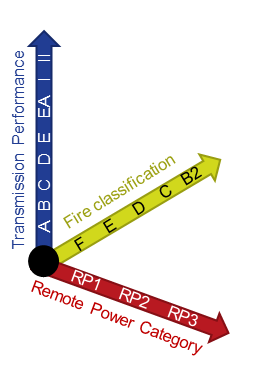 Transmission Performance
A B C D E EA I II
Fire classification
F E D C B2
RP1 RP2 RP3
Remote Power Category